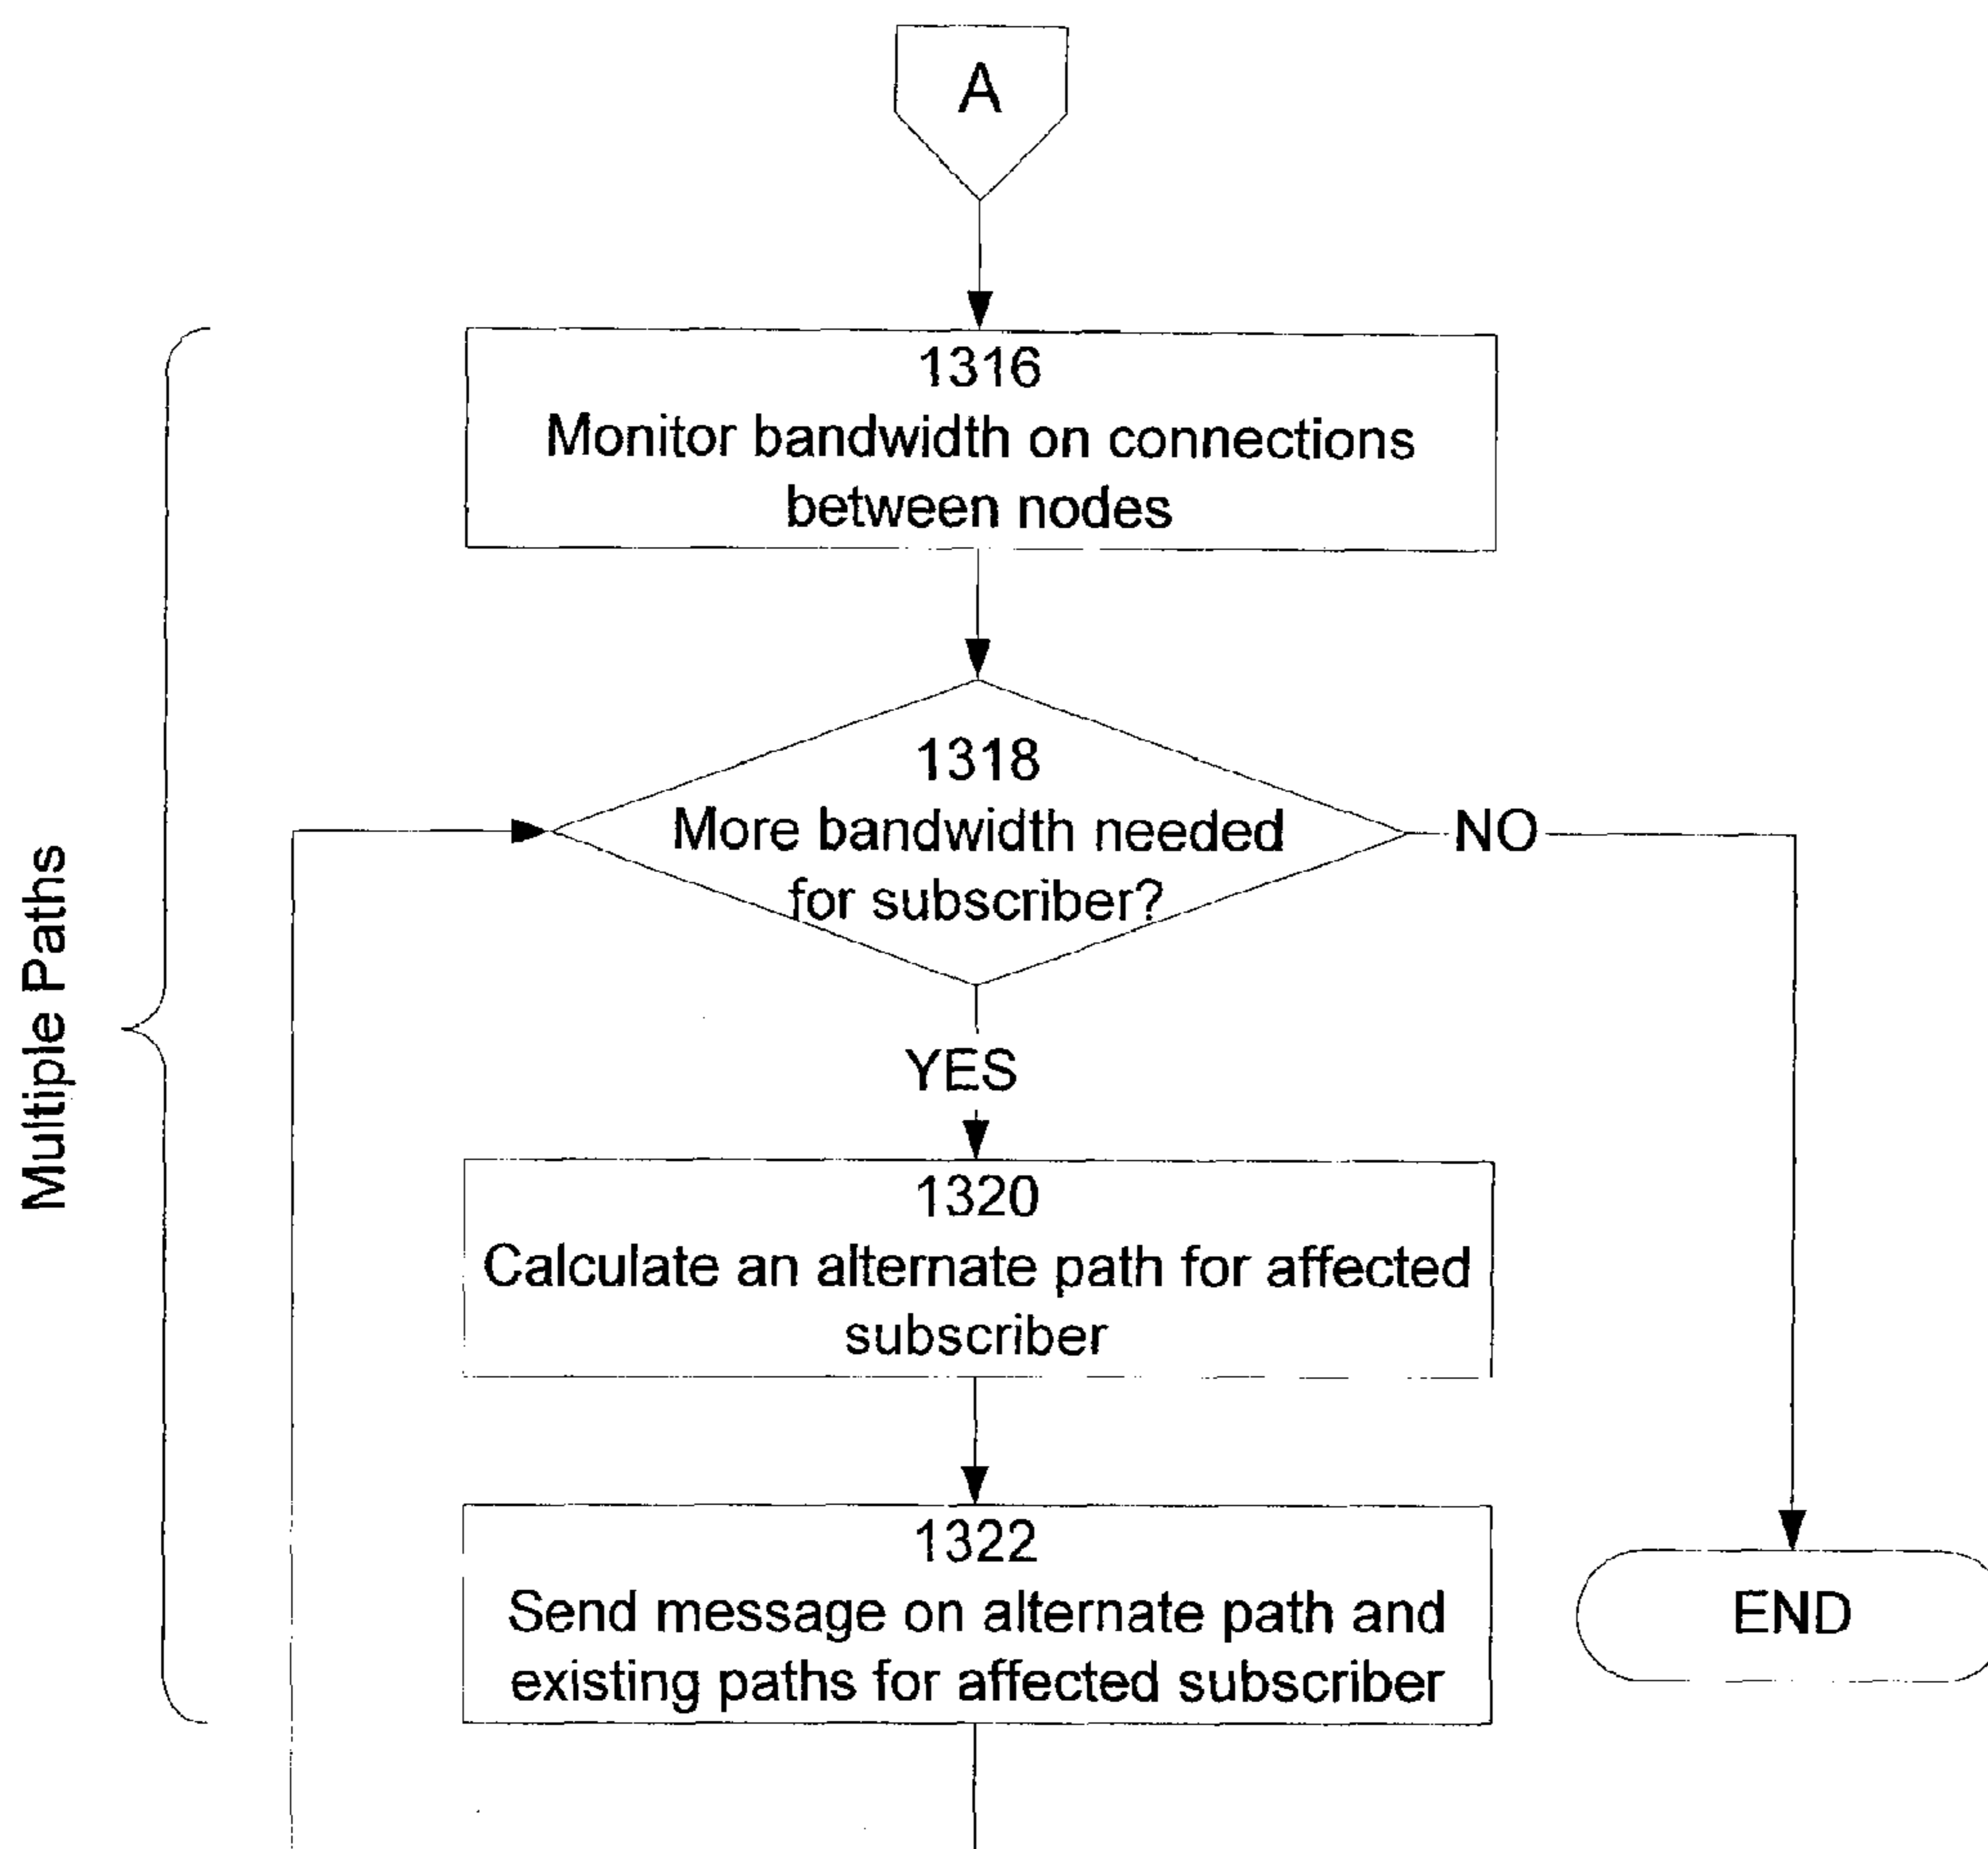 A
1316
Monitor bandwidth on connections
between nodes
1318
More bandwidth needed
for subscriber?
NO
YES
1320
Calculate an alternate path for affected
subscriber
1322
Send message on alternate path and
existing paths for affected subscriber
END
Multiple Paths